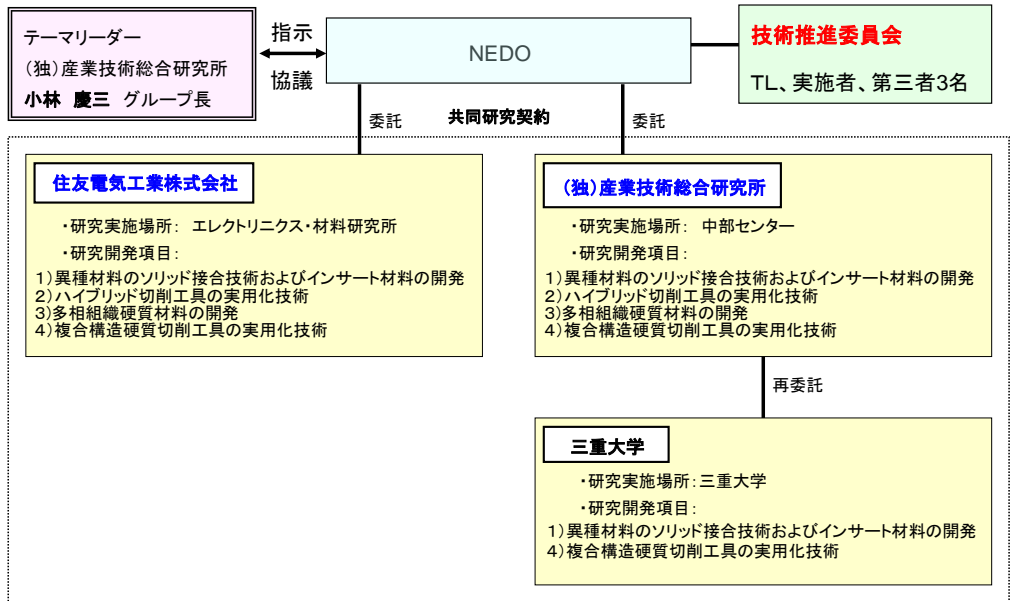 テーマリーダー
(独)産業技術総合研究所
小林 慶三 グループ長
指示
協議
NEDO
技術推進委員会
TL、実施者、第三者3名
委託
共同研究契約
委託
住友電気工業株式会社
・研究実施場所: エレクトリニクス・材料研究所
・研究開発項目:
1)異種材料のソリッド接合技術およびインサート材料の開発
2)ハイブリッド切削工具の実用化技術
3)多相組織硬質材料の開発
4)複合構造硬質切削工具の実用化技術
(独)産業技術総合研究所
・研究実施場所: 中部センター
・研究開発項目:
1)異種材料のソリッド接合技術およびインサート材料の開発
2)ハイブリッド切削工具の実用化技術
3)多相組織硬質材料の開発
4)複合構造硬質切削工具の実用化技術
再委託
三重大学
・研究実施場所:三重大学
・研究開発項目:
1)異種材料のソリッド接合技術およびインサート材料の開発
4)複合構造硬質切削工具の実用化技術